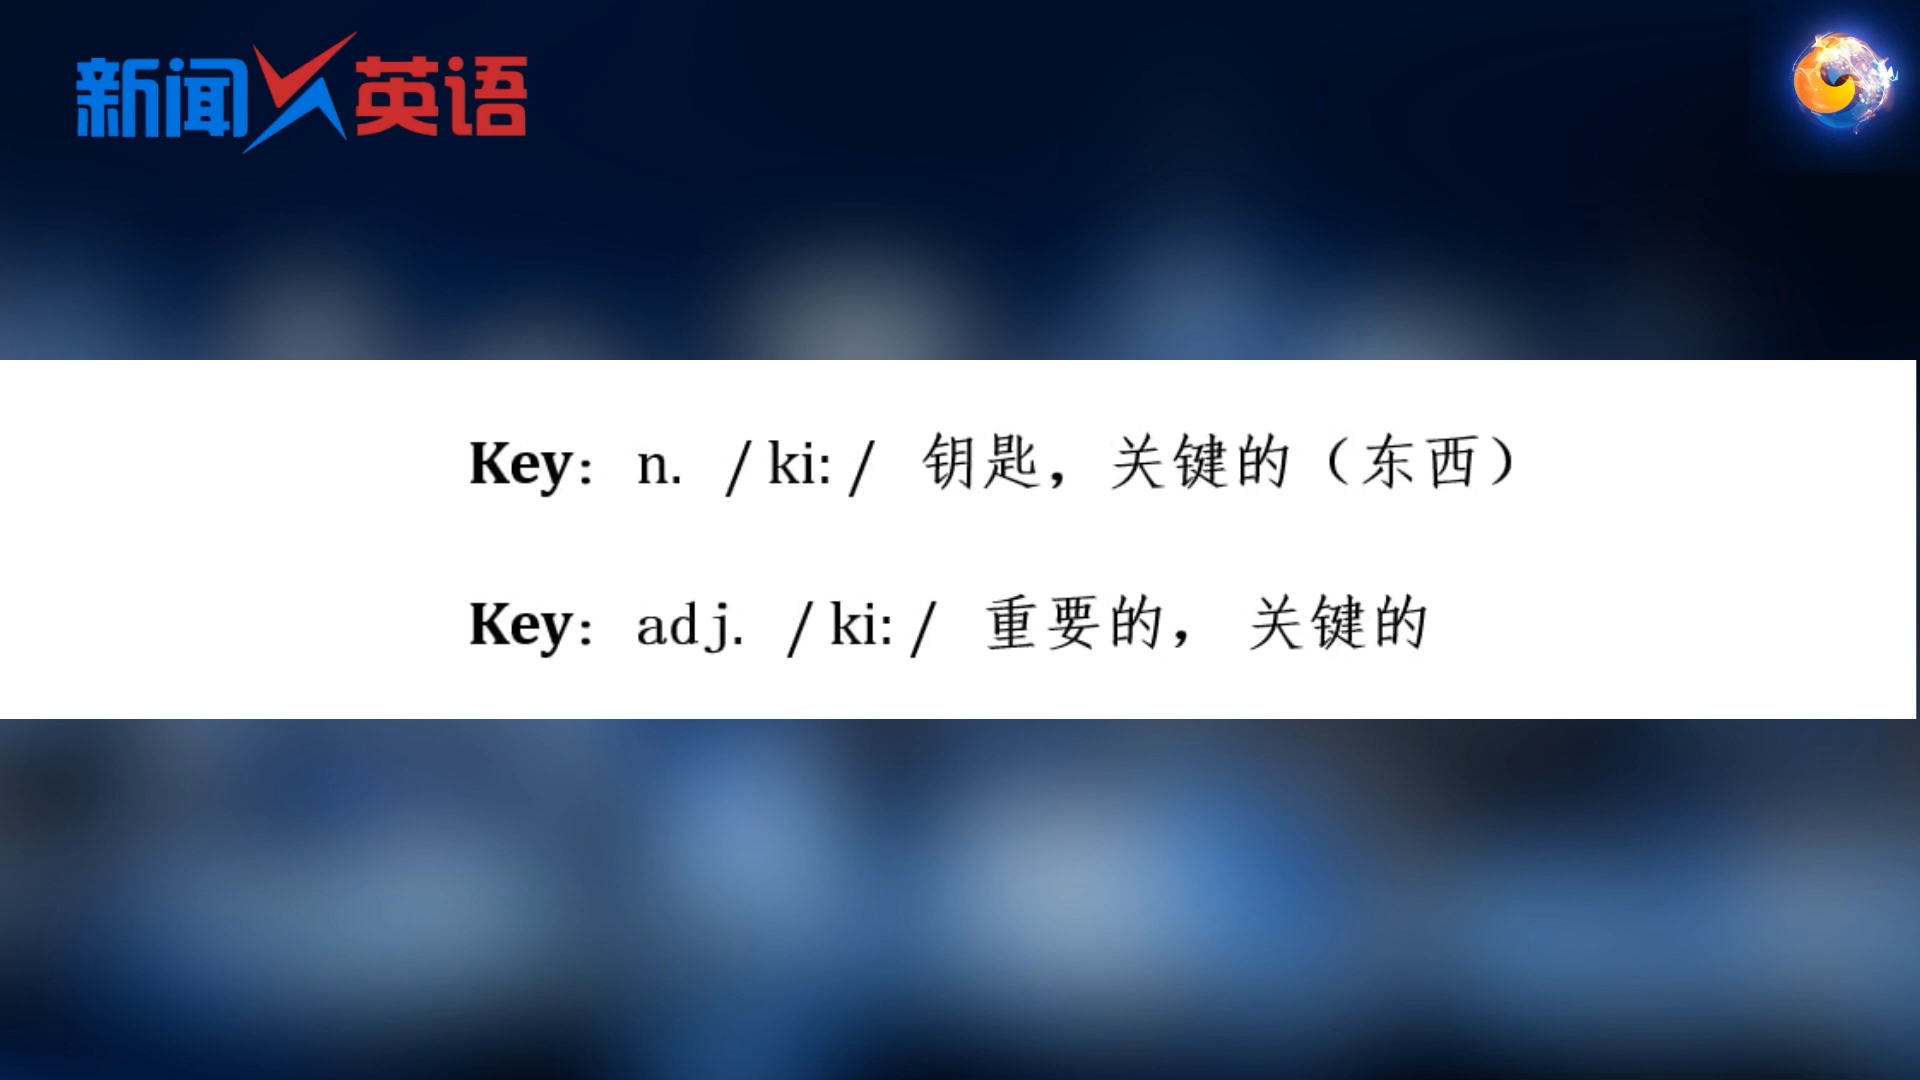 新闻 英语
Key： n. / ki: / 钥匙，关键的（东西）
Key： adj. / ki: / 重要的， 关键的